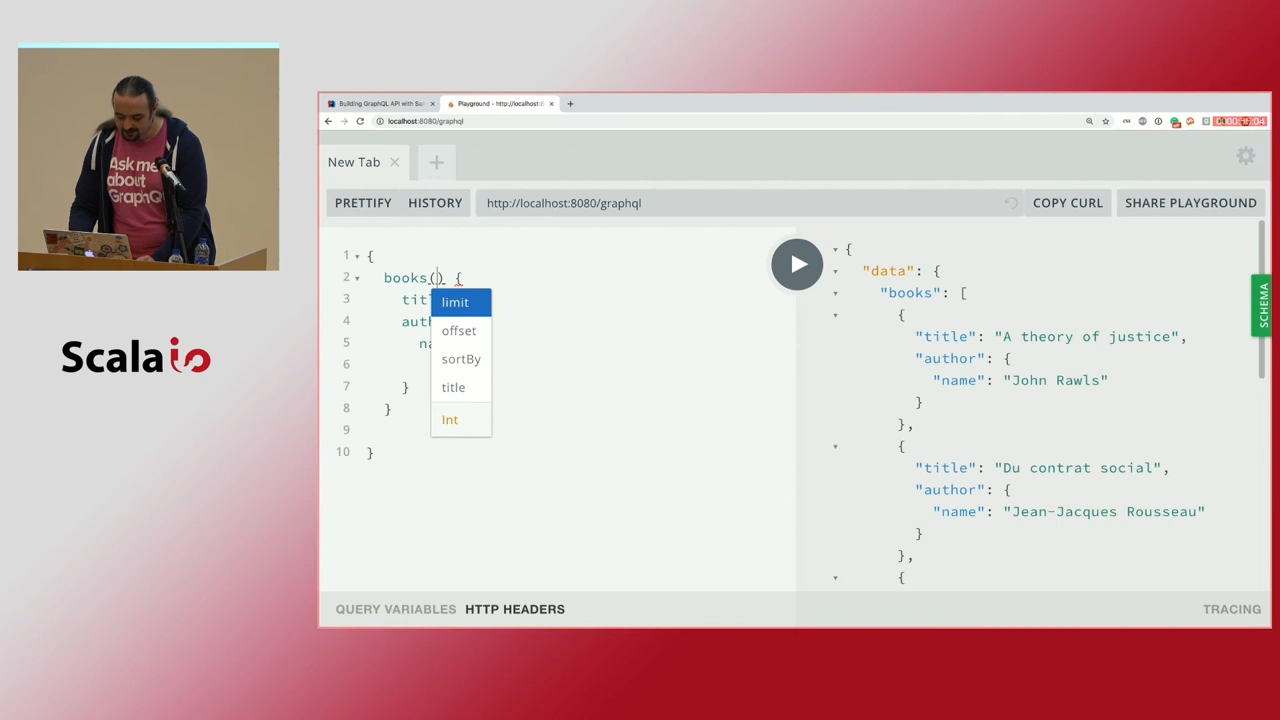 Ask me
about
GraphQL
Scala io
Building GraphQL API with San
Playground - http://localhost:8
localhost:8080/graphql
New Tab
PRETTIFY
HISTORY
http://localhost:8080/graphql
COPY CURL
SHARE PLAYGROUND
1 {
2 books() {
3 titl
4 auth
5 na
6
7 }
8 }
9
10 }
limit
offset
sortBy
title
Int
{
"data": {
"books": [
{
"title": "A theory of justice",
"author": {
"name": "John Rawls"
}
},
{
"title": "Du contrat social",
"author": {
"name": "Jean-Jacques Rousseau"
}
},
{
SCHEMA
QUERY VARIABLES
HTTP HEADERS
TRACING